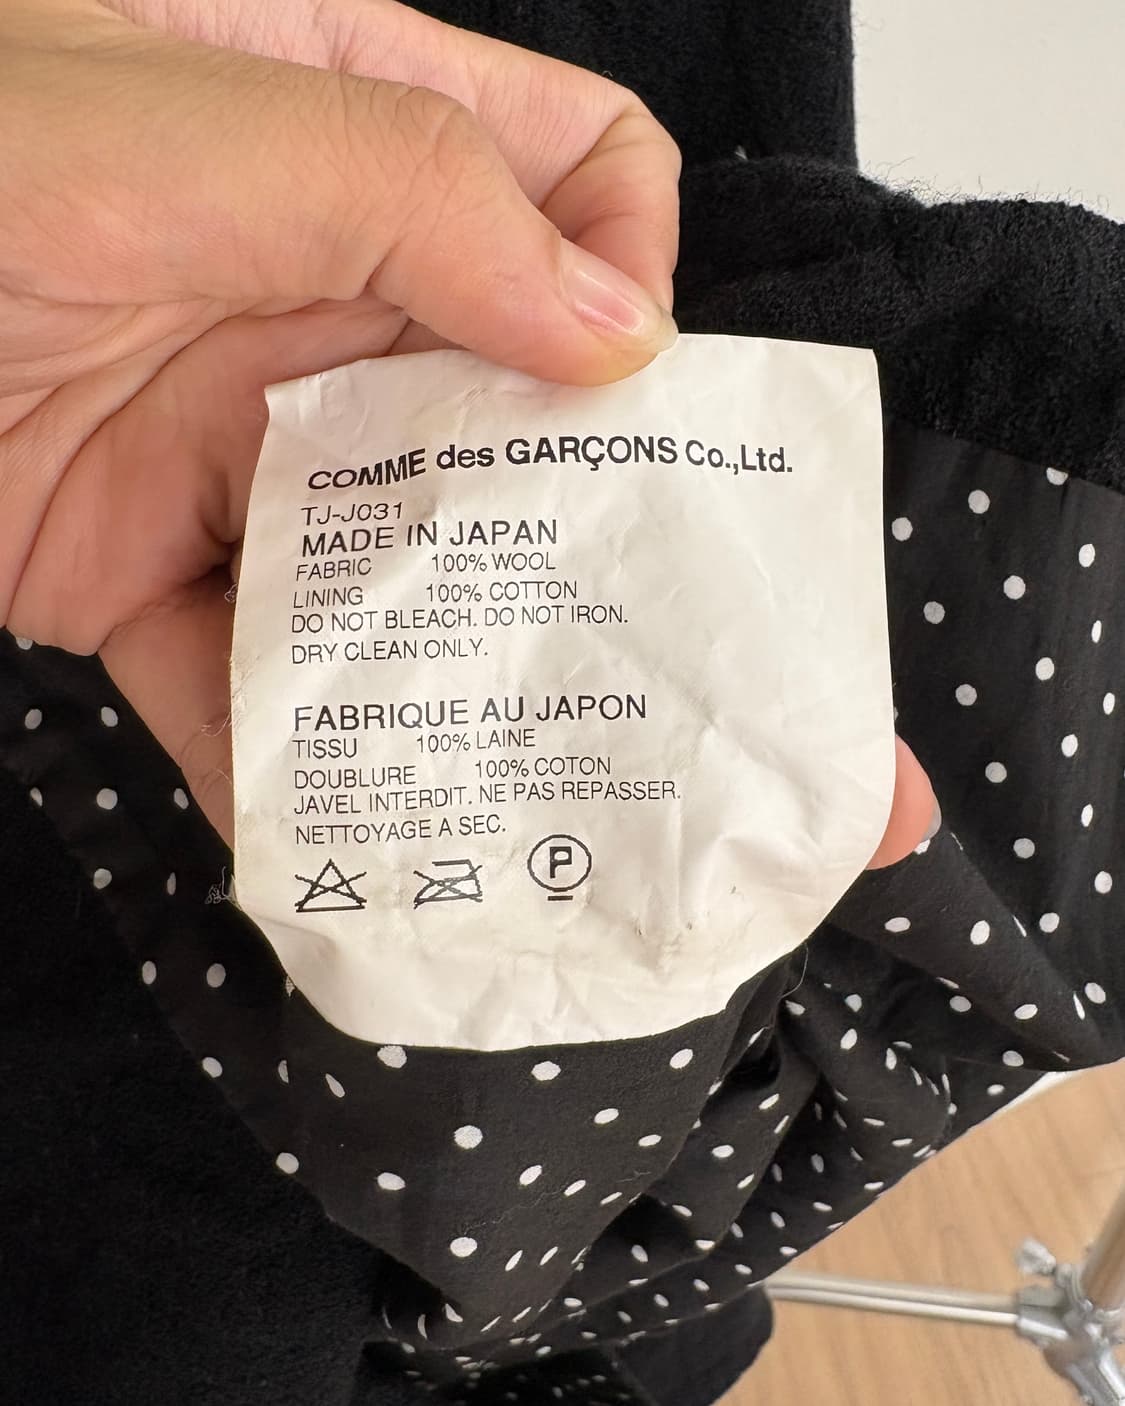 COMME des GARÇONS Co.,Ltd.
TJ-J031
MADE IN JAPAN
FABRIC 100% WOOL
LINING 100% COTTON
DO NOT BLEACH. DO NOT IRON.
DRY CLEAN ONLY.
FABRIQUE AU JAPON
TISSU 100% LAINE
DOUBLURE 100% COTON
JAVEL INTERDIT. NE PAS REPASSER.
NETTOYAGE A SEC.
P